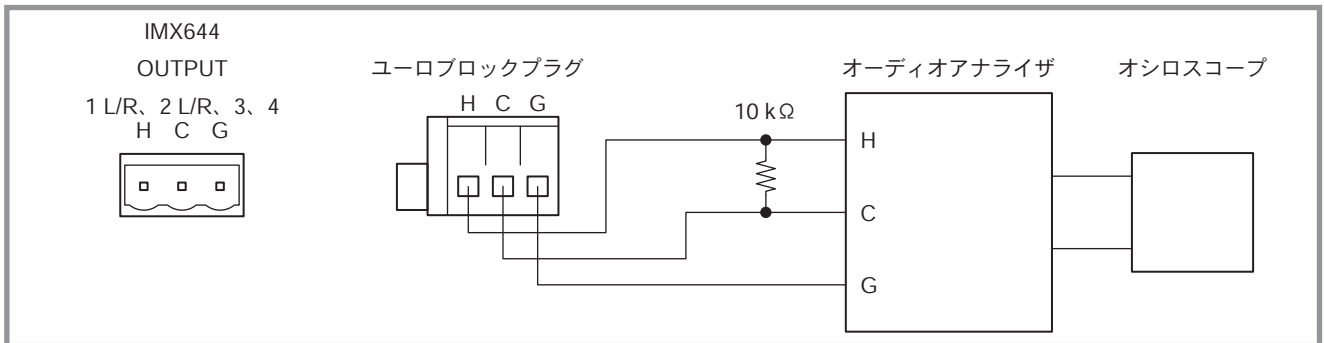 IMX644
OUTPUT
1 L/R、2 L/R、3、4
H C G
ユーロブロックプラグ
H C G
10 kΩ
オーディオアナライザ
H
C
G
オシロスコープ